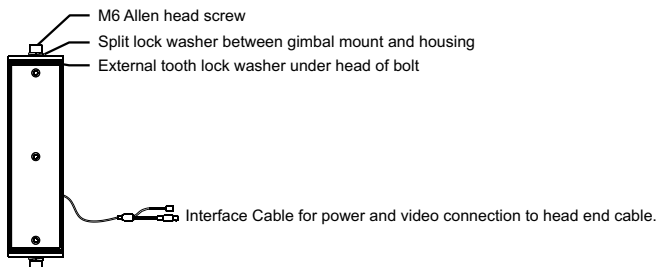 M6 Allen head screw
Split lock washer between gimbal mount and housing
External tooth lock washer under head of bolt
Interface Cable for power and video connection to head end cable.